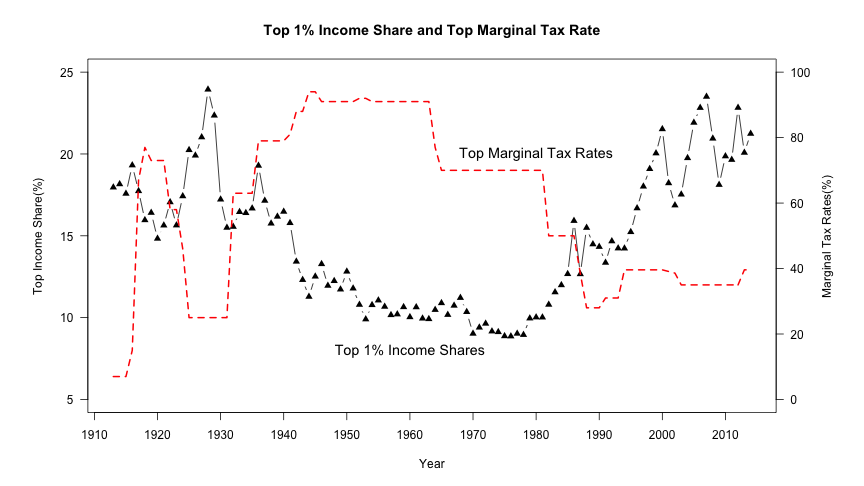 Top 1% Income Share and Top Marginal Tax Rate
25
20
15
10
5
Top Income Share(%)
100
80
60
40
20
0
Marginal Tax Rates(%)
Top Marginal Tax Rates
Top 1% Income Shares
1910 1920 1930 1940 1950 1960 1970 1980 1990 2000 2010
Year